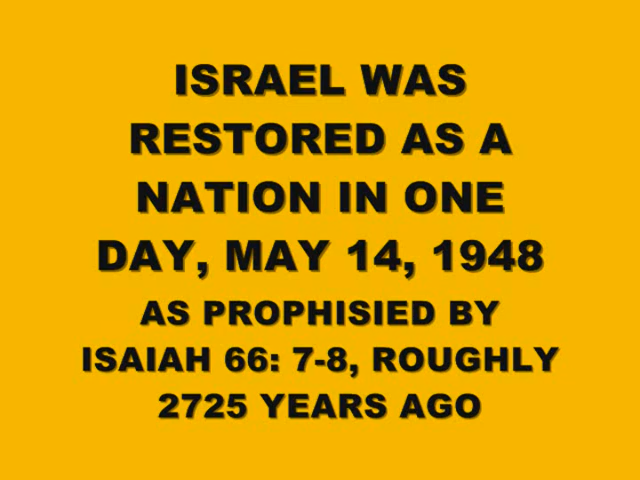 ISRAEL WAS
RESTORED AS A
NATION IN ONE
DAY, MAY 14, 1948
AS PROPHISIED BY
ISAIAH 66: 7-8, ROUGHLY
2725 YEARS AGO